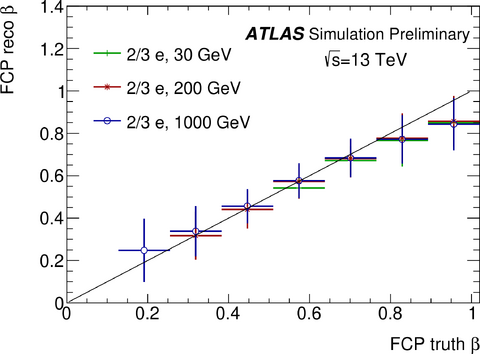 FCP reco β
1.4
1.2
1
0.8
0.6
0.4
0.2
0
ATLAS Simulation Preliminary
√s=13 TeV
2/3 e, 30 GeV
2/3 e, 200 GeV
2/3 e, 1000 GeV
0 0.2 0.4 0.6 0.8 1
FCP truth β